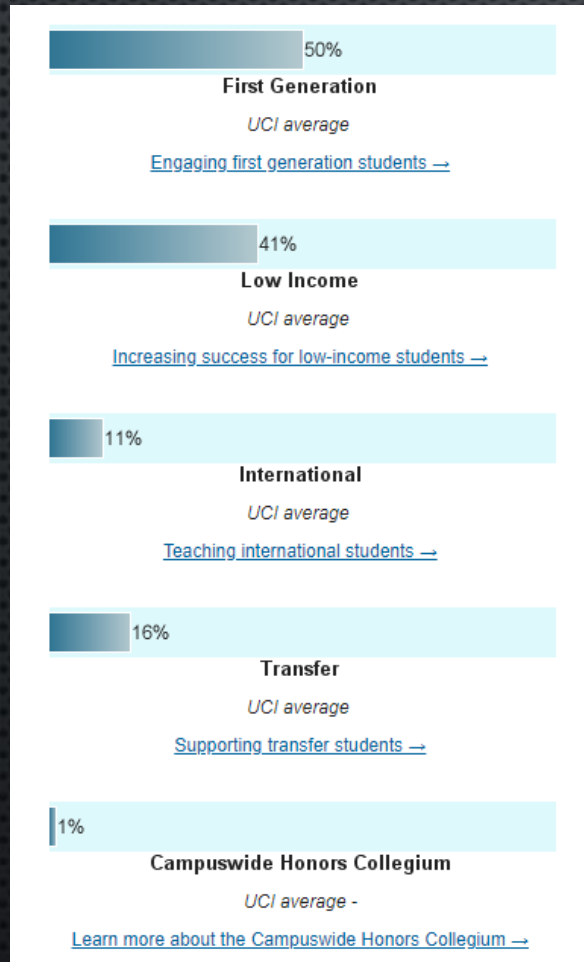 50%
First Generation
UCI average
Engaging first generation students →
41%
Low Income
UCI average
Increasing success for low-income students →
11%
International
UCI average
Teaching international students →
16%
Transfer
UCI average
Supporting transfer students →
1%
Campuswide Honors Collegium
UCI average -
Learn more about the Campuswide Honors Collegium →